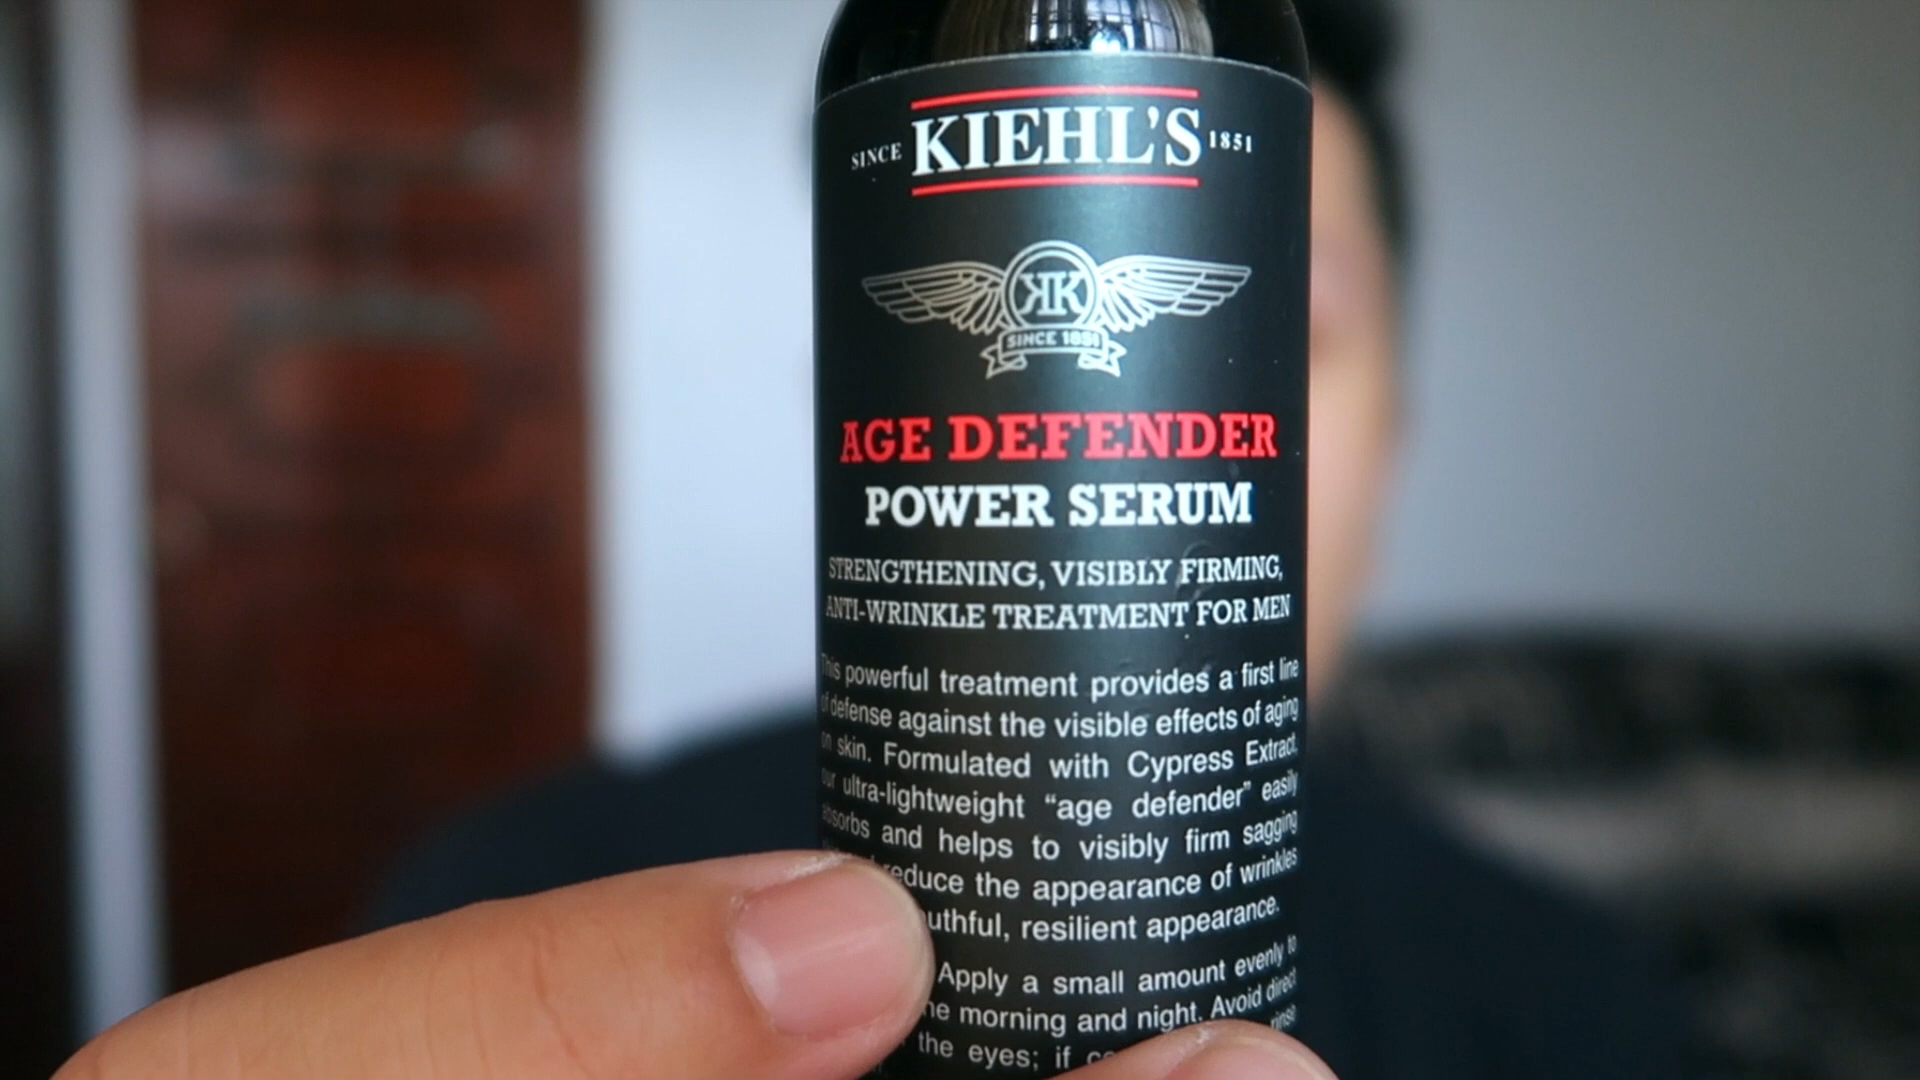 SINCE KIEHL'S 1851
KK
SINCE 1851
AGE DEFENDER
POWER SERUM
STRENGTHENING, VISIBLY FIRMING,
ANTI-WRINKLE TREATMENT FOR MEN
This powerful treatment provides a first line
of defense against the visible effects of aging
on skin. Formulated with Cypress Extract,
our ultra-lightweight “age defender” easily
absorbs and helps to visibly firm sagging
reduce the appearance of wrinkles
resilient appearance.
Apply a small amount evenly to
morning and night. Avoid direct
the eyes; if
rinse